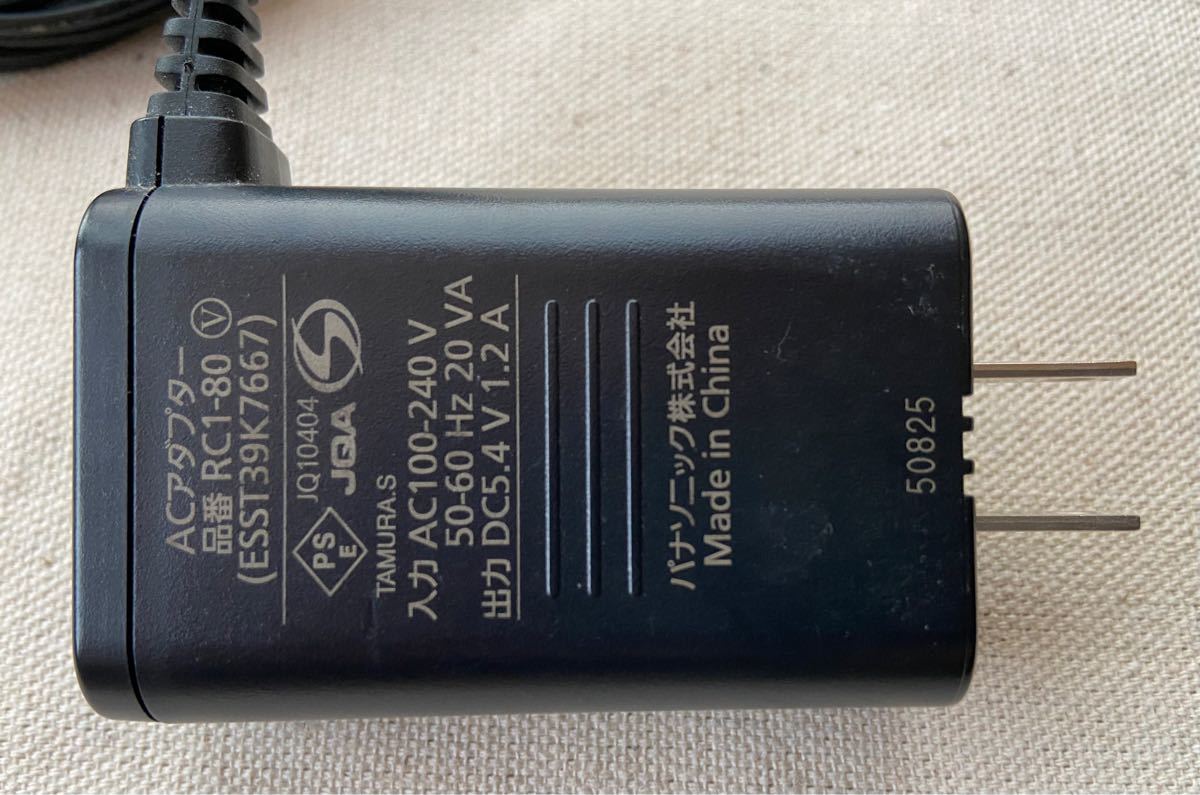 ACアダプター
品番 RC1-80 Ⓥ
(ESST39K7667)
PS
E
JQ10404
JQA
S
TAMURA.S
入力 AC100-240 V
50-60 Hz 20 VA
出力 DC5.4 V 1.2 A
パナソニック株式会社
Made in China
50825